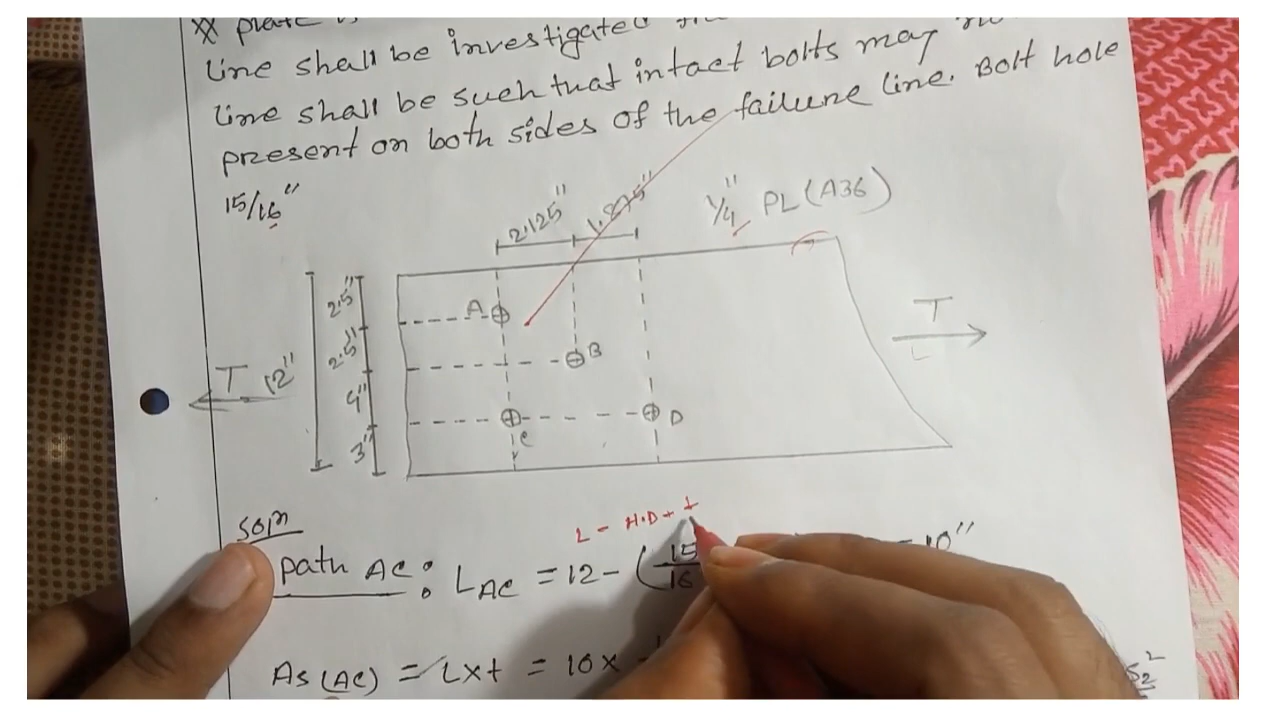 line shall be investigated
line shall be such that intact bolts may
present on both sides of the failure line. Bolt hole
15/16"
2.125" 1.875" 1/4" PL (A36)
2.5"
A
T
2.5"
B
T 12"
4"
C
D
3"
Soln
L - H.D +
path AC : LAC = 12 - (15/16 = 10"
As (AC) = L x t = 10 x